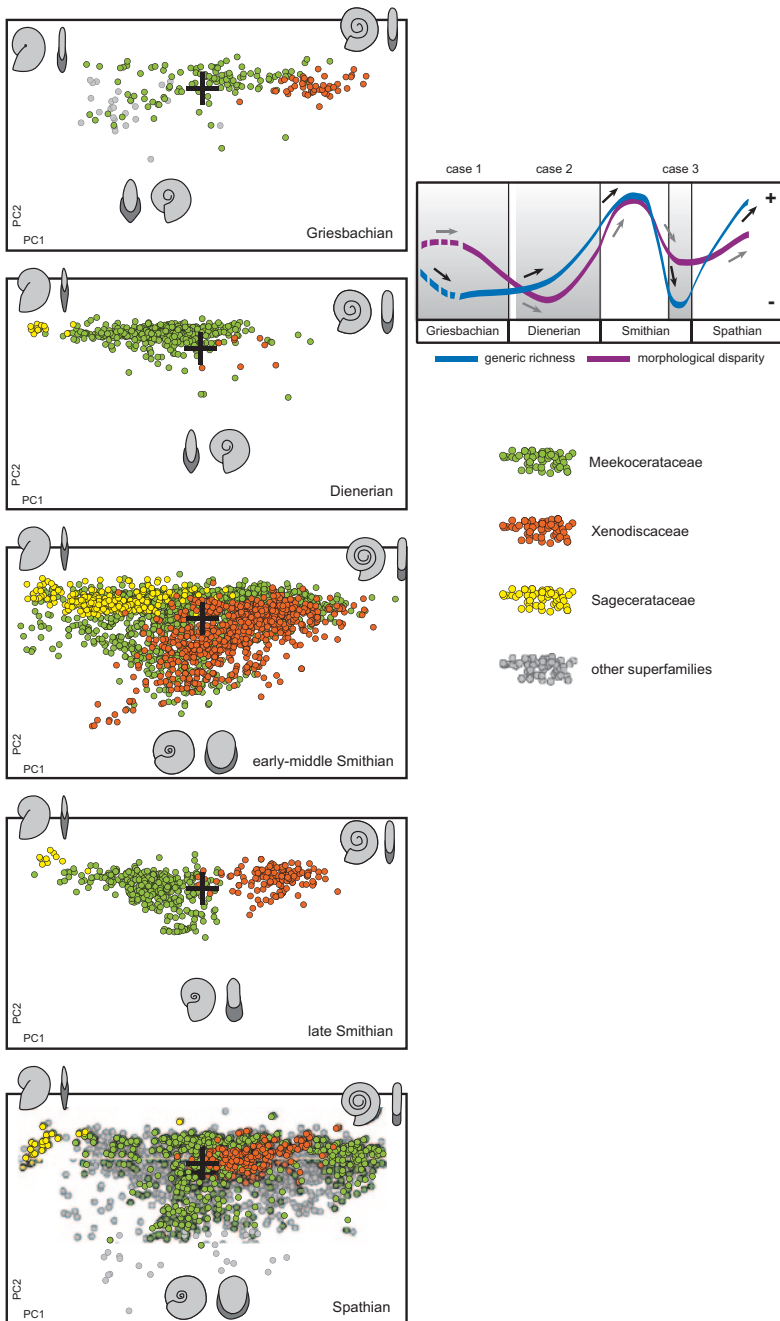 Griesbachian
PC2
PC1
case 1 case 2 case 3
+
-
Griesbachian Dienerian Smithian Spathian
generic richness morphological disparity
Dienerian
PC2
PC1
Meekocerataceae
Xenodiscaceae
Sagecerataceae
other superfamilies
early-middle Smithian
PC2
PC1
late Smithian
PC2
PC1
Spathian
PC2
PC1